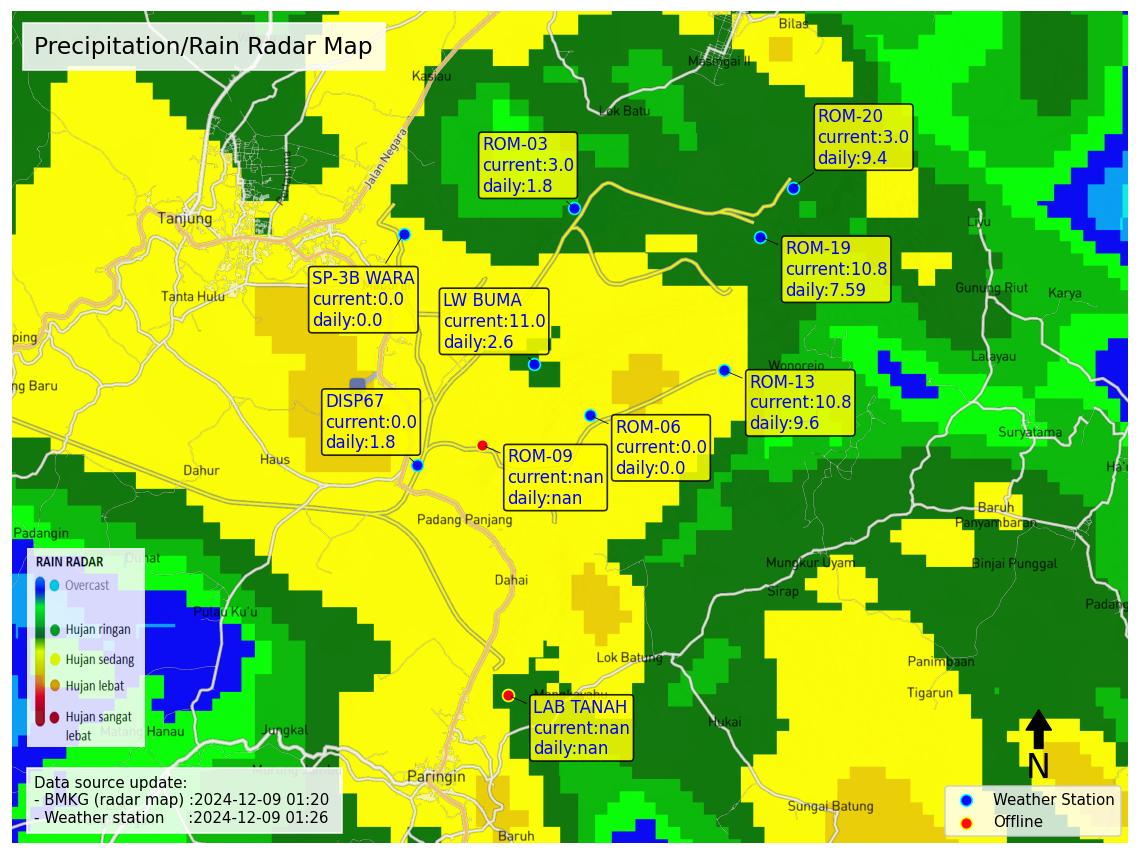 Precipitation/Rain Radar Map
Bilas
Masingai II
Kasiau
Lok Batu
Jalan Negara
ROM-20
current:3.0
daily:9.4
ROM-03
current:3.0
daily:1.8
Tanjung
Liyu
ROM-19
current:10.8
daily:7.59
SP-3B WARA
current:0.0
daily:0.0
Tanta Hulu
LW BUMA
current:11.0
daily:2.6
Gunung Riut
Karya
ping
Lalayau
Wonorejo
ng Baru
ROM-13
current:10.8
daily:9.6
DISP67
current:0.0
daily:1.8
ROM-06
current:0.0
daily:0.0
Suryatama
ROM-09
current:nan
daily:nan
Haus
Dahur
Baruh
Panyambaran
Padang Panjang
Padangin
Mungkur Uyam
Binjai Punggal
Dahai
Sirap
Padang
Pulau Ku'u
RAIN RADAR
Overcast
Hujan ringan
Hujan sedang
Hujan lebat
Hujan sangat
lebat
Lok Batung
Panimbaan
Tigarun
LAB TANAH
current:nan
daily:nan
Hukai
Matang Hanau
Jungkal
Paringin
Sungai Batung
Baruh
N
Data source update:
- BMKG (radar map) :2024-12-09 01:20
- Weather station :2024-12-09 01:26
Weather Station
Offline